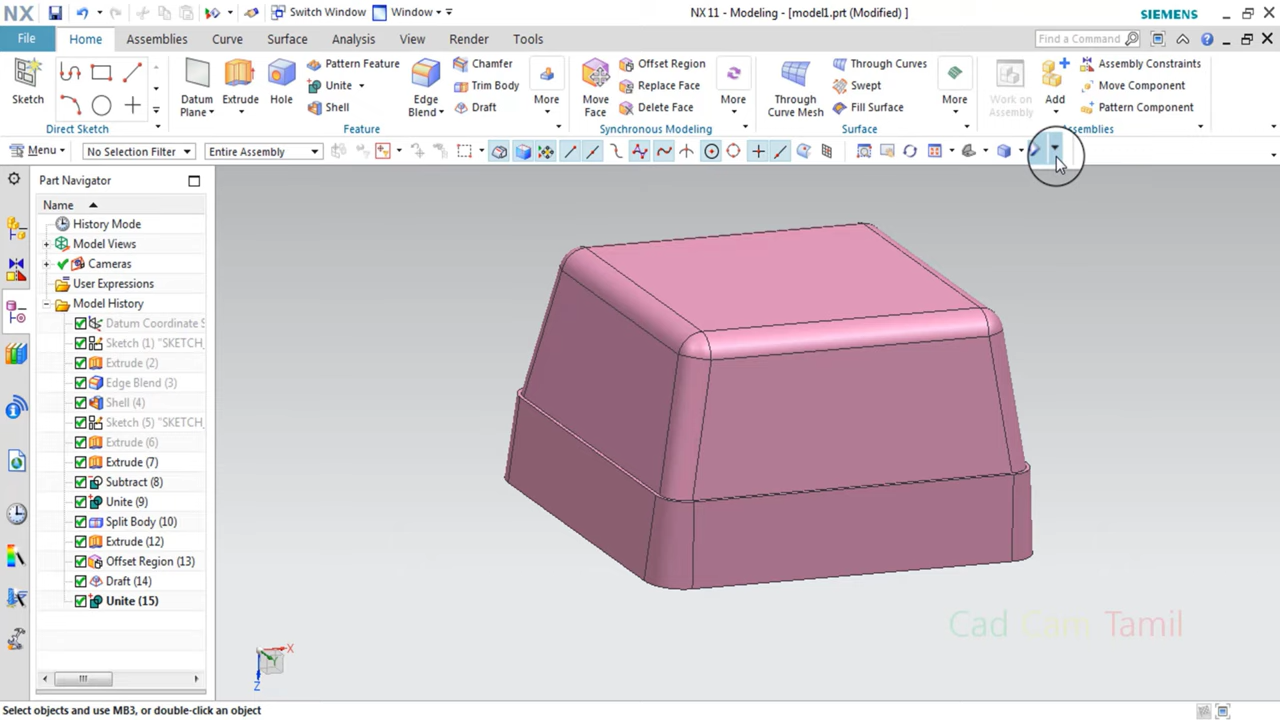 NX
Switch Window
Window
NX 11 - Modeling - [model1.prt (Modified) ]
SIEMENS
File
Home
Assemblies
Curve
Surface
Analysis
View
Render
Tools
Find a Command
Sketch
Direct Sketch
Datum Plane
Extrude
Hole
Pattern Feature
Unite
Shell
Edge Blend
Chamfer
Trim Body
Draft
More
Feature
Move Face
Offset Region
Replace Face
Delete Face
More
Synchronous Modeling
Through Curve Mesh
Through Curves
Swept
Fill Surface
More
Surface
Work on Assembly
Add
Assembly Constraints
Move Component
Pattern Component
Menu
No Selection Filter
Entire Assembly
Part Navigator
Name
History Mode
Model Views
Cameras
User Expressions
Model History
Datum Coordinate S
Sketch (1) "SKETCH_
Extrude (2)
Edge Blend (3)
Shell (4)
Sketch (5) "SKETCH_
Extrude (6)
Extrude (7)
Subtract (8)
Unite (9)
Split Body (10)
Extrude (12)
Offset Region (13)
Draft (14)
Unite (15)
X
Z
Cad Cam Tamil
Select objects and use MB3, or double-click an object